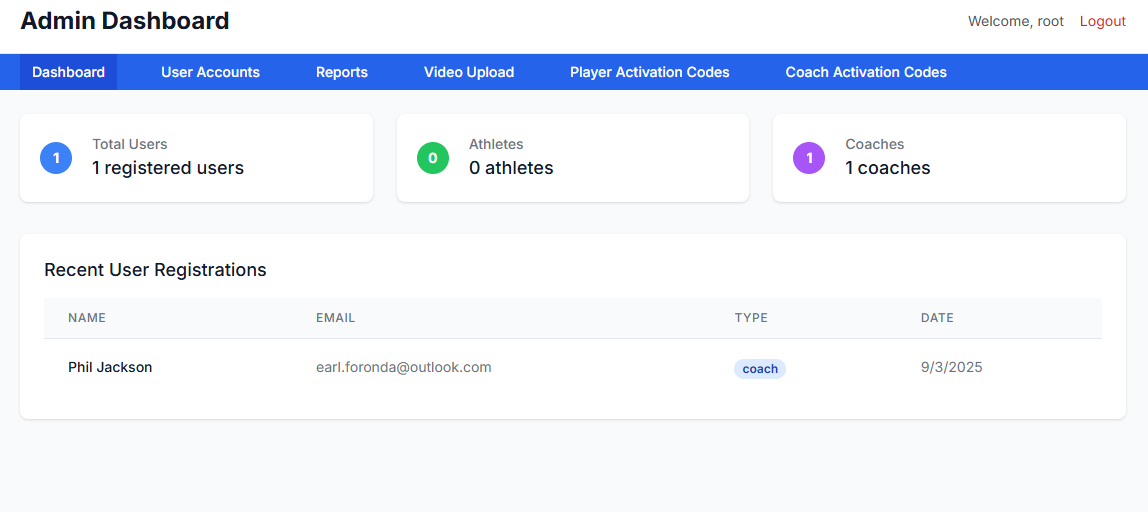 Admin Dashboard
Welcome, root Logout
Dashboard User Accounts Reports Video Upload Player Activation Codes Coach Activation Codes
1 Total Users
1 registered users
0 Athletes
0 athletes
1 Coaches
1 coaches
Recent User Registrations
NAME EMAIL TYPE DATE
Phil Jackson earl.foronda@outlook.com coach 9/3/2025